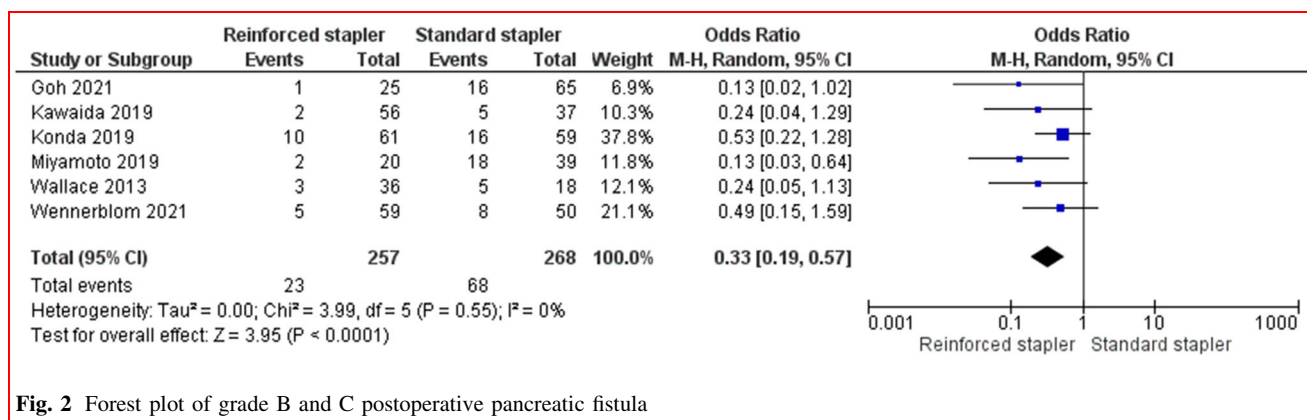 Reinforced stapler Standard stapler Odds Ratio Odds Ratio
Study or Subgroup Events Total Events Total Weight M-H, Random, 95% CI M-H, Random, 95% CI
Goh 2021 1 25 16 65 6.9% 0.13 [0.02, 1.02]
Kawaida 2019 2 56 5 37 10.3% 0.24 [0.04, 1.29]
Konda 2019 10 61 16 59 37.8% 0.53 [0.22, 1.28]
Miyamoto 2019 2 20 18 39 11.8% 0.13 [0.03, 0.64]
Wallace 2013 3 36 5 18 12.1% 0.24 [0.05, 1.13]
Wennerblom 2021 5 59 8 50 21.1% 0.49 [0.15, 1.59]
Total (95% CI) 257 268 100.0% 0.33 [0.19, 0.57]
Total events 23 68
Heterogeneity: Tau² = 0.00; Chi² = 3.99, df = 5 (P = 0.55); I² = 0%
Test for overall effect: Z = 3.95 (P < 0.0001)
0.001 0.1 1 10 1000
Reinforced stapler Standard stapler
Fig. 2 Forest plot of grade B and C postoperative pancreatic fistula